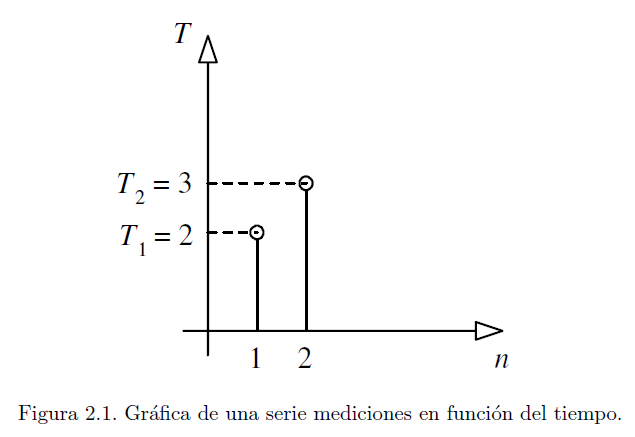 T
T₂ = 3
T₁ = 2
1 2
n
Figura 2.1. Gráfica de una serie mediciones en función del tiempo.